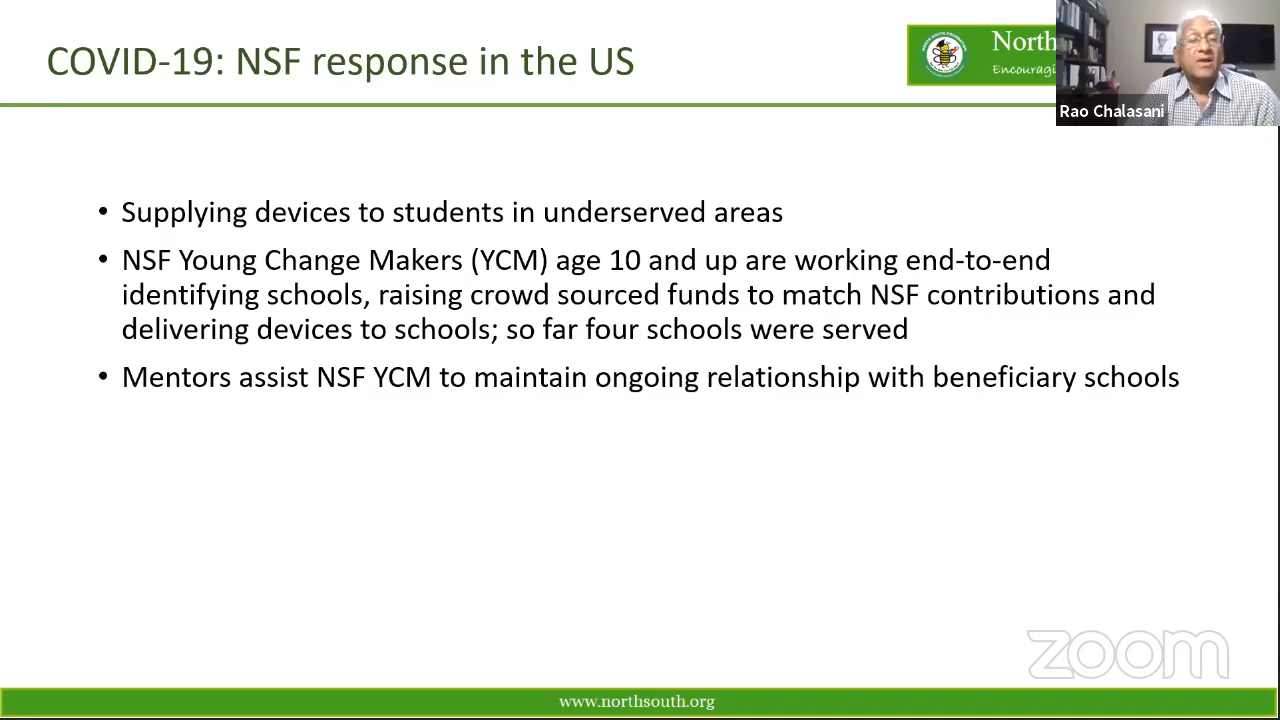 COVID-19: NSF response in the US
North
Encouragi
Rao Chalasani
• Supplying devices to students in underserved areas
• NSF Young Change Makers (YCM) age 10 and up are working end-to-end
identifying schools, raising crowd sourced funds to match NSF contributions and
delivering devices to schools; so far four schools were served
• Mentors assist NSF YCM to maintain ongoing relationship with beneficiary schools
zoom
www.northsouth.org